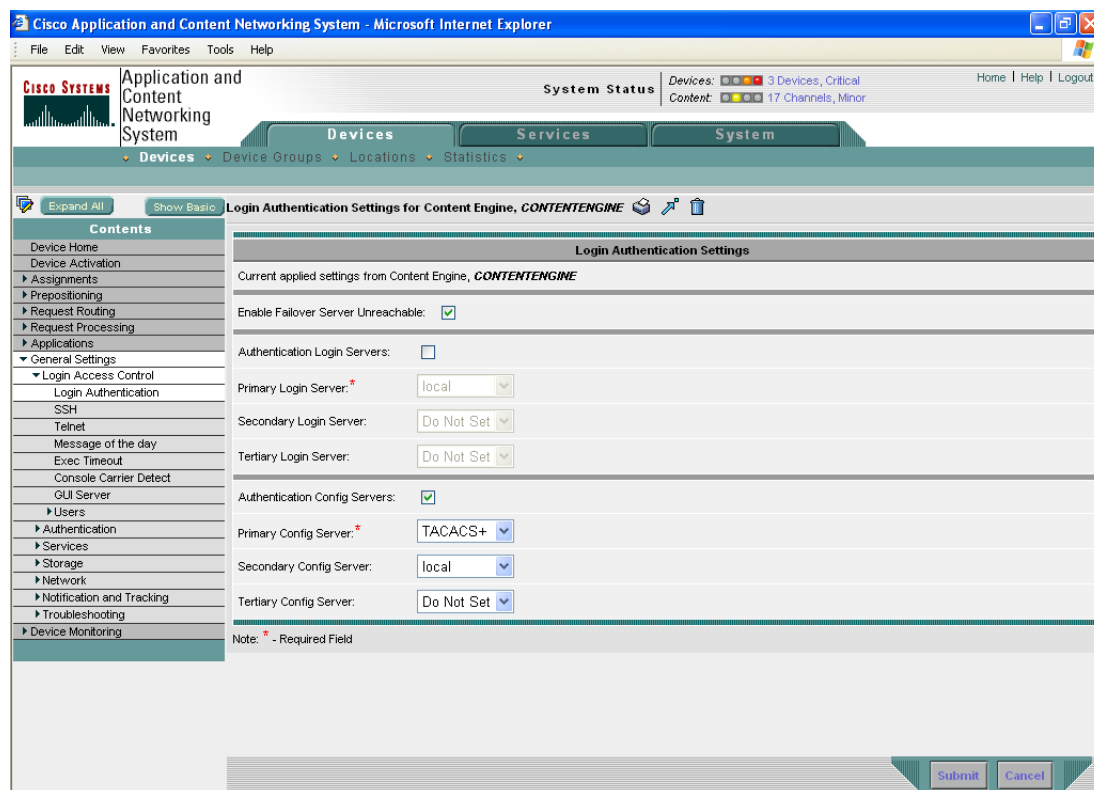 Cisco Application and Content Networking System - Microsoft Internet Explorer
File Edit View Favorites Tools Help
CISCO SYSTEMS
Application and
Content
Networking
System
System Status
Devices: 3 Devices, Critical
Content: 17 Channels, Minor
Home | Help | Logout
Devices Services System
Devices Device Groups Locations Statistics
Expand All Show Basic
Login Authentication Settings for Content Engine, CONTENTENGINE
Contents
Device Home
Device Activation
Assignments
Prepositioning
Request Routing
Request Processing
Applications
General Settings
Login Access Control
Login Authentication
SSH
Telnet
Message of the day
Exec Timeout
Console Carrier Detect
GUI Server
Users
Authentication
Services
Storage
Network
Notification and Tracking
Troubleshooting
Device Monitoring
Login Authentication Settings
Current applied settings from Content Engine, CONTENTENGINE
Enable Failover Server Unreachable:
Authentication Login Servers:
Primary Login Server:* local
Secondary Login Server: Do Not Set
Tertiary Login Server: Do Not Set
Authentication Config Servers:
Primary Config Server:* TACACS+
Secondary Config Server: local
Tertiary Config Server: Do Not Set
Note: * - Required Field
Submit Cancel